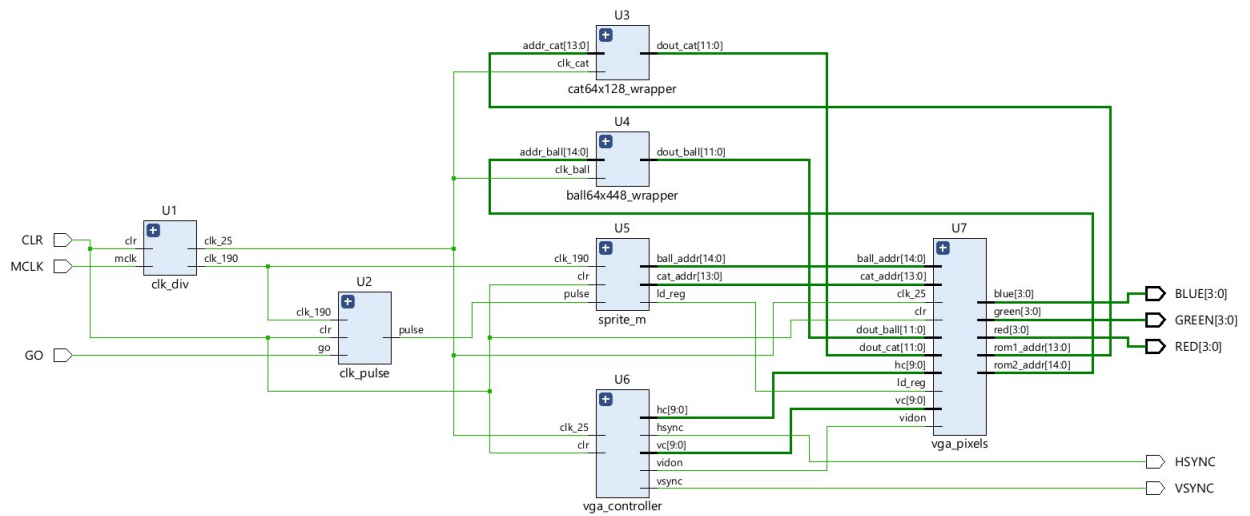 U3
addr_cat[13:0]
clk_cat
dout_cat[11:0]
cat64x128_wrapper
U4
addr_ball[14:0]
clk_ball
dout_ball[11:0]
ball64x448_wrapper
CLR
MCLK
GO
U1
clr
mclk
clk_25
clk_190
clk_div
U2
clk_190
clr
go
pulse
clk_pulse
U5
clk_190
clr
pulse
ball_addr[14:0]
cat_addr[13:0]
ld_reg
sprite_m
U6
clk_25
clr
hc[9:0]
hsync
vc[9:0]
vidon
vsync
vga_controller
U7
ball_addr[14:0]
cat_addr[13:0]
clk_25
clr
dout_ball[11:0]
dout_cat[11:0]
hc[9:0]
ld_reg
vc[9:0]
vidon
blue[3:0]
green[3:0]
red[3:0]
rom1_addr[13:0]
rom2_addr[14:0]
vga_pixels
BLUE[3:0]
GREEN[3:0]
RED[3:0]
HSYNC
VSYNC